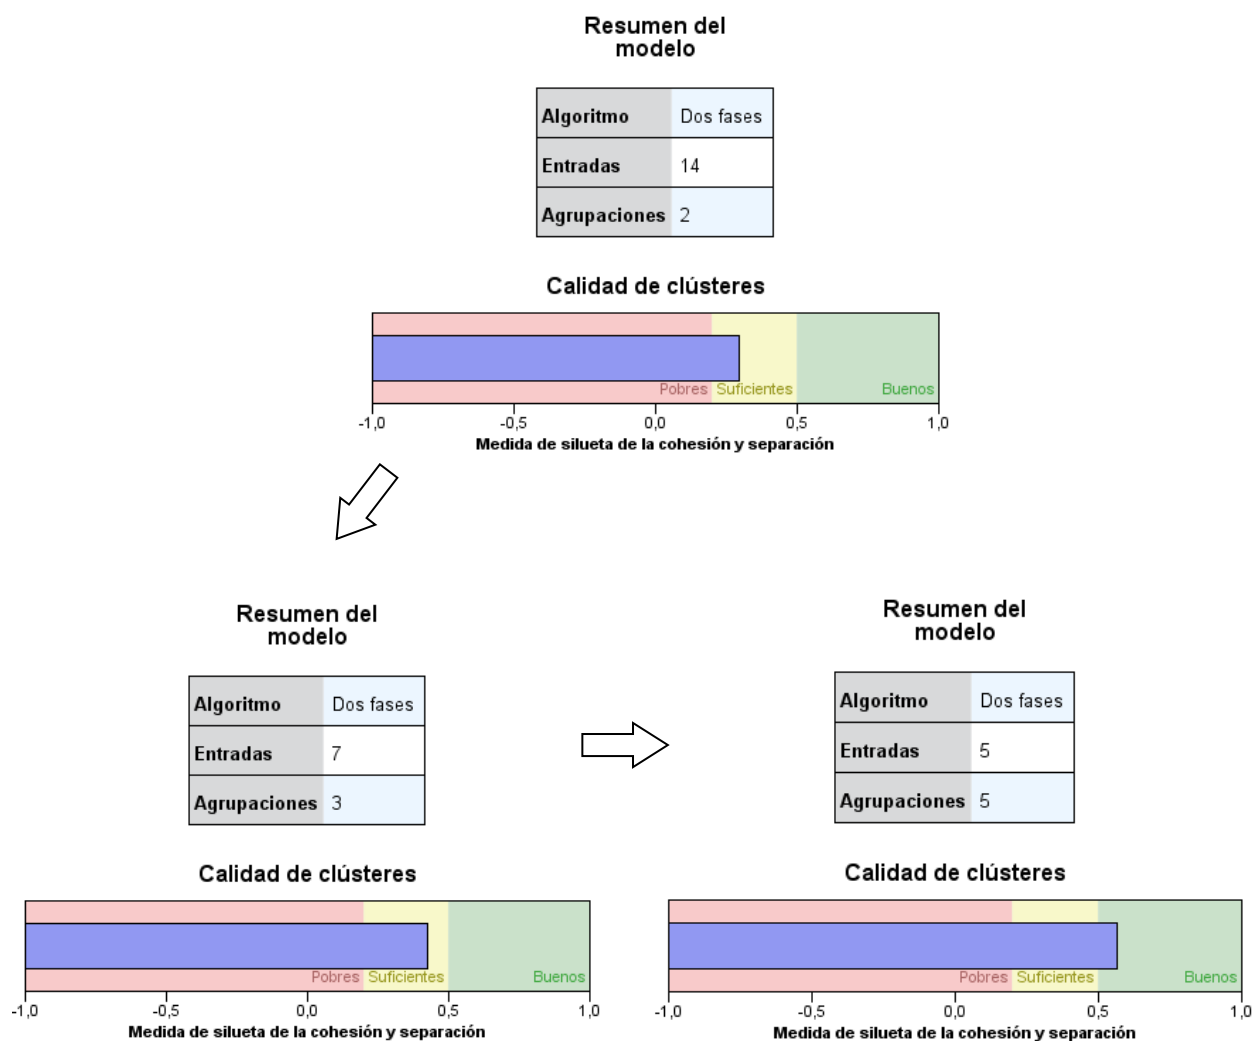 Resumen del
modelo
Algoritmo Dos fases
Entradas 14
Agrupaciones 2
Calidad de clústeres
Pobres Suficientes Buenos
-1,0 -0,5 0,0 0,5 1,0
Medida de silueta de la cohesión y separación
Resumen del
modelo
Algoritmo Dos fases
Entradas 7
Agrupaciones 3
Calidad de clústeres
Pobres Suficientes Buenos
-1,0 -0,5 0,0 0,5 1,0
Medida de silueta de la cohesión y separación
Resumen del
modelo
Algoritmo Dos fases
Entradas 5
Agrupaciones 5
Calidad de clústeres
Pobres Suficientes Buenos
-1,0 -0,5 0,0 0,5 1,0
Medida de silueta de la cohesión y separación